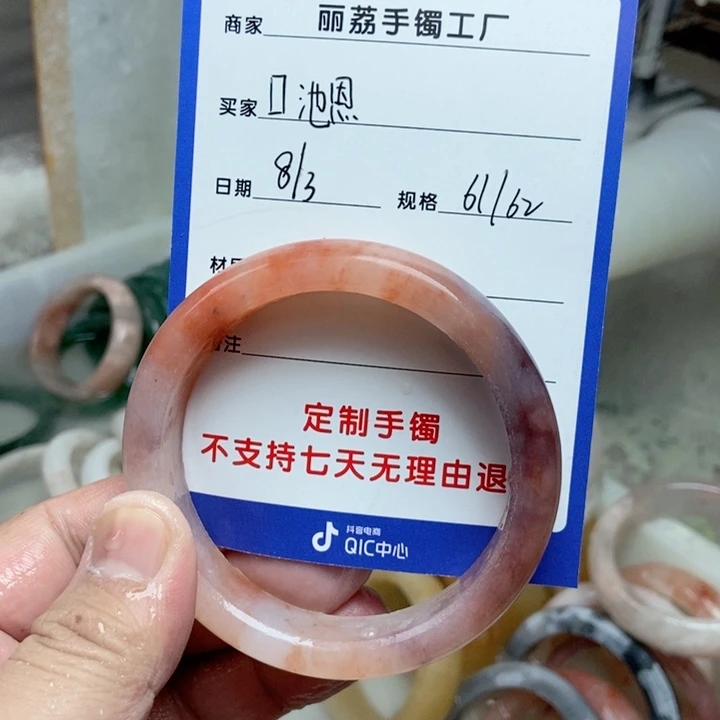 商家 丽荔手镯工厂
买家 口池恩
日期 8/3 规格 61/62
材
注
定制手镯
不支持七天无理由退
抖音电商
QIC中心